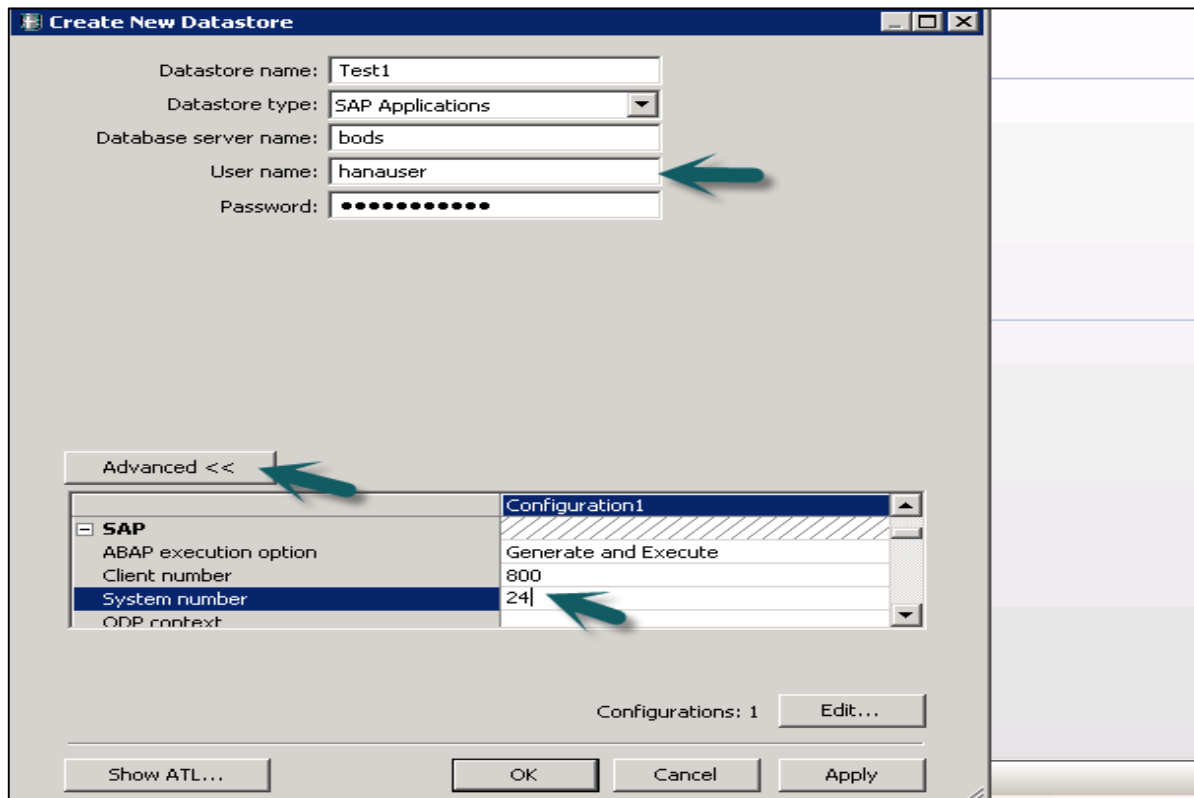 Create New Datastore
Datastore name: Test1
Datastore type: SAP Applications
Database server name: bods
User name: hanauser
Password: ●●●●●●●●●●●
Advanced <<
Configuration1
SAP
ABAP execution option Generate and Execute
Client number 800
System number 24
ODP context
Configurations: 1 Edit...
Show ATL... OK Cancel Apply